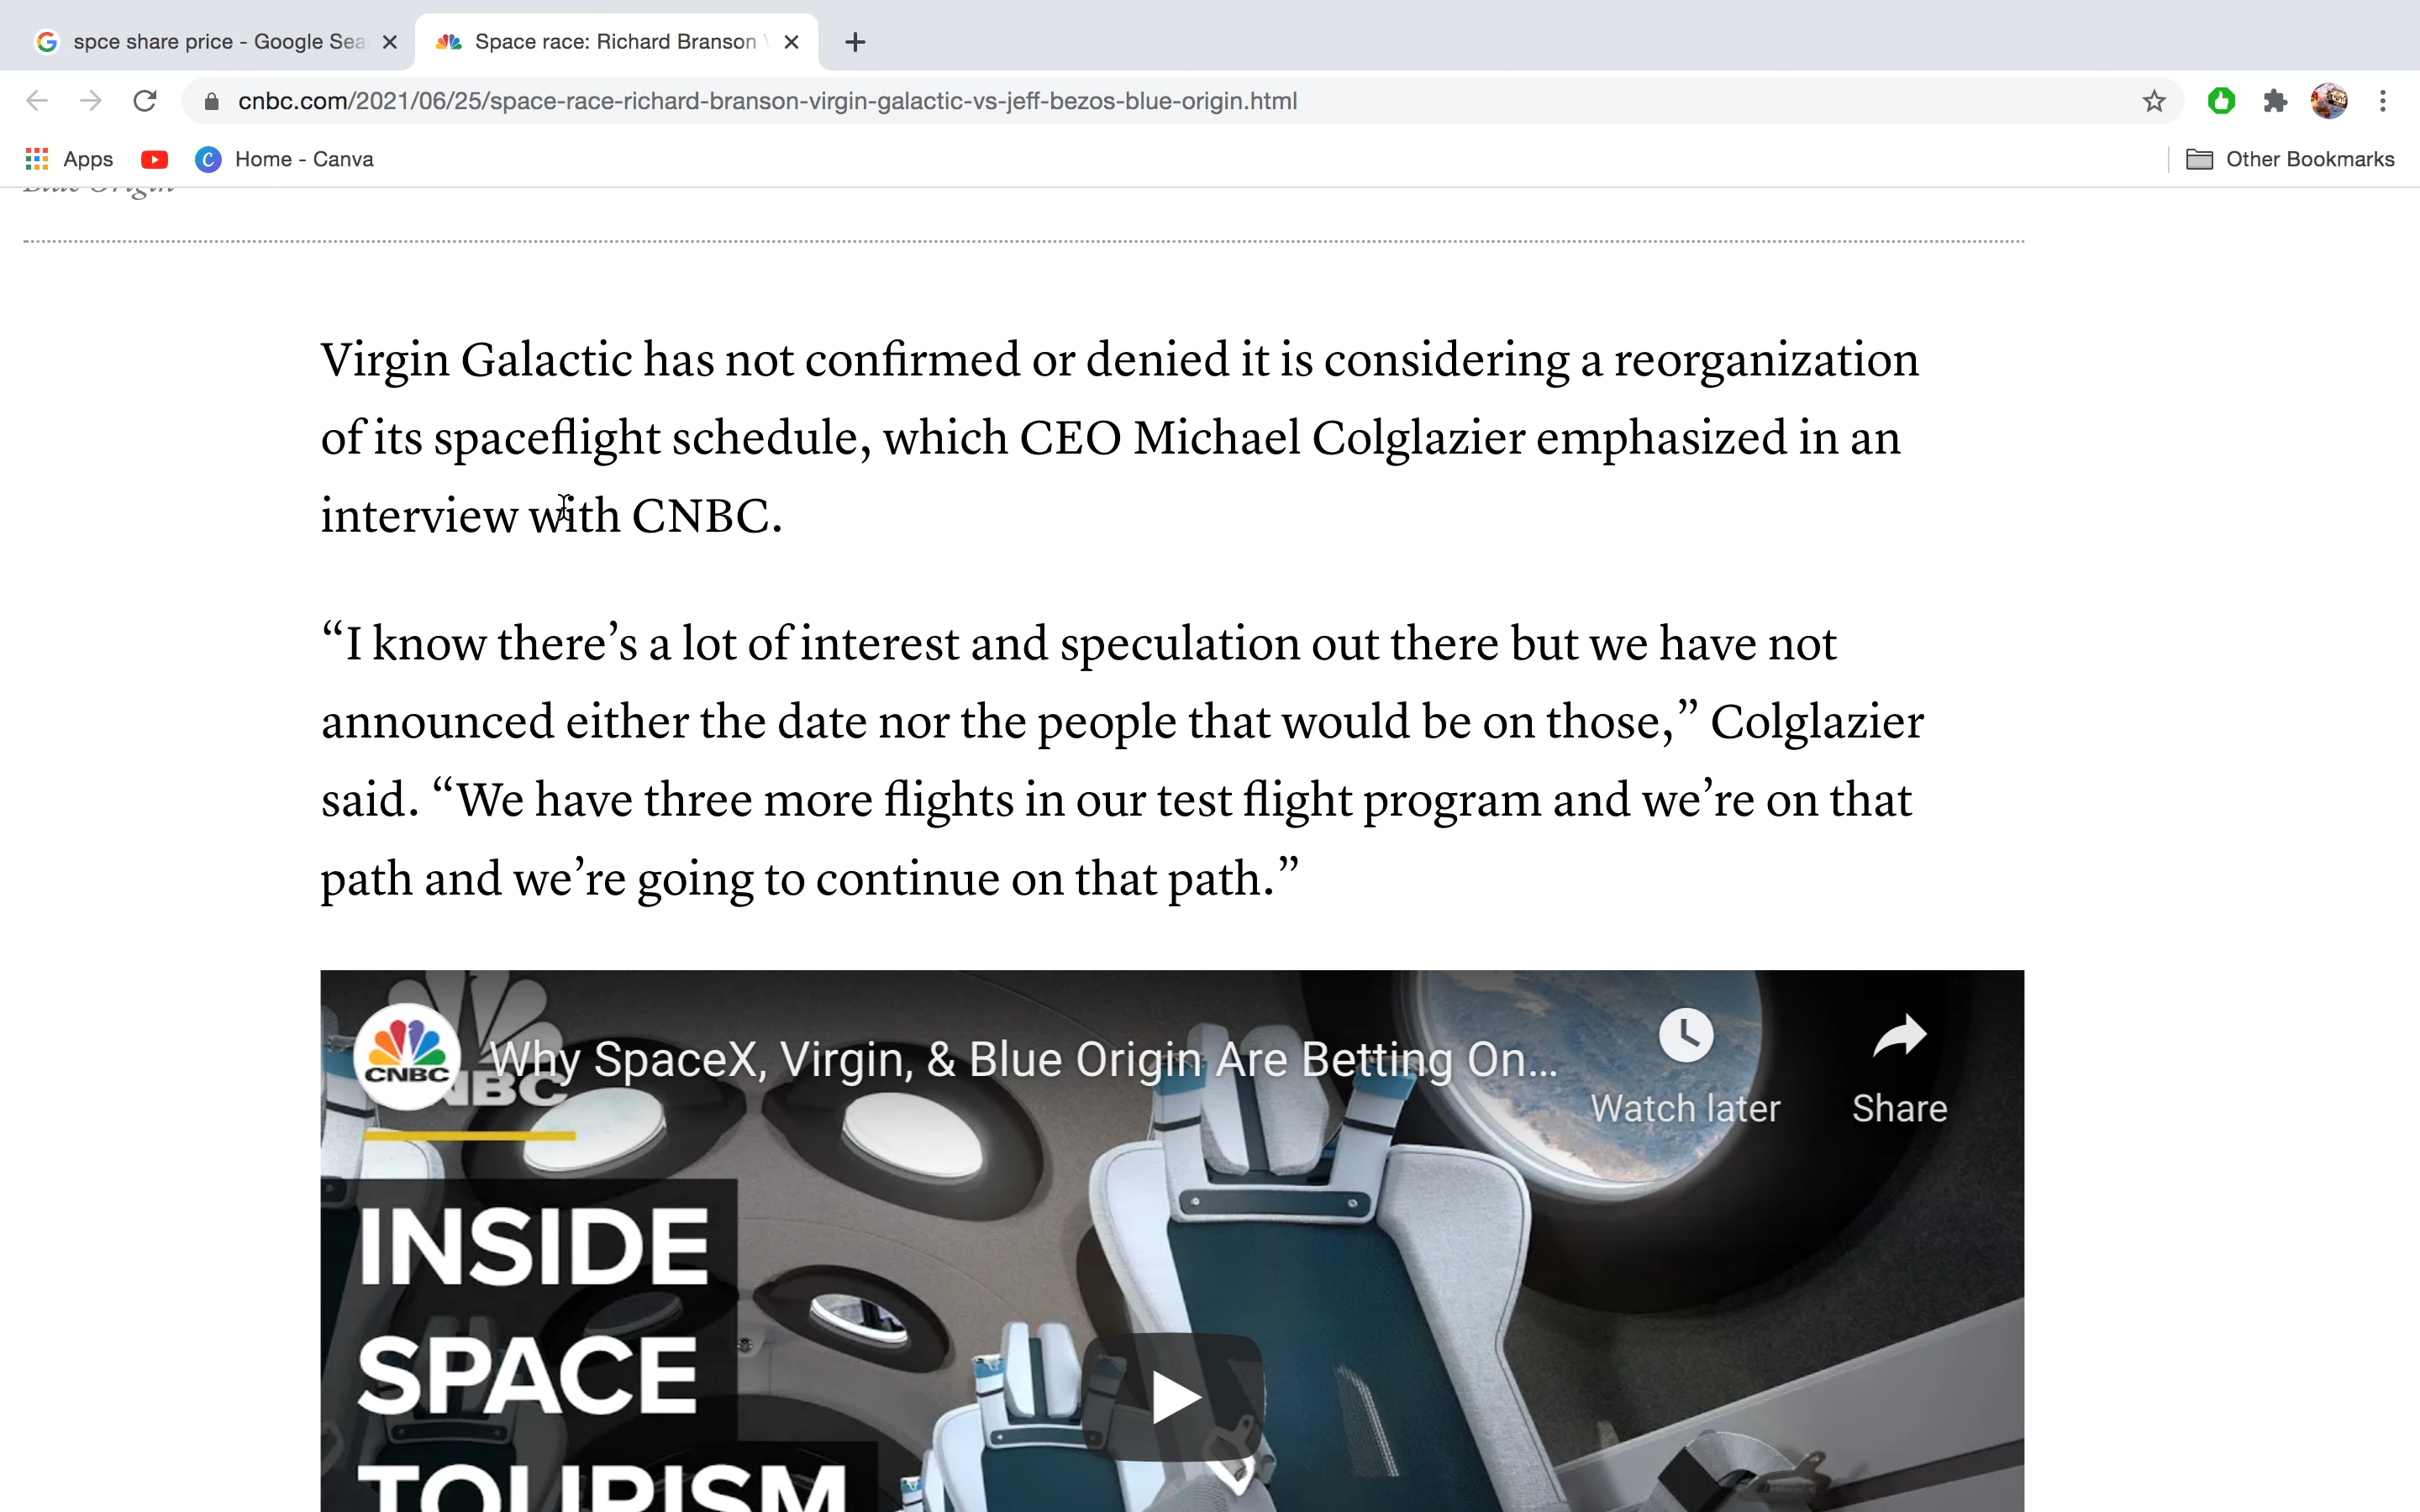 spce share price - Google Sea
Space race: Richard Branson
cnbc.com/2021/06/25/space-race-richard-branson-virgin-galactic-vs-jeff-bezos-blue-origin.html
Apps
Home - Canva
Other Bookmarks
Blue Origin
Virgin Galactic has not confirmed or denied it is considering a reorganization
of its spaceflight schedule, which CEO Michael Colglazier emphasized in an
interview with CNBC.
“I know there’s a lot of interest and speculation out there but we have not
announced either the date nor the people that would be on those,” Colglazier
said. “We have three more flights in our test flight program and we’re on that
path and we’re going to continue on that path.”
CNBC
Why SpaceX, Virgin, & Blue Origin Are Betting On...
Watch later
Share
INSIDE
SPACE
TOURISM